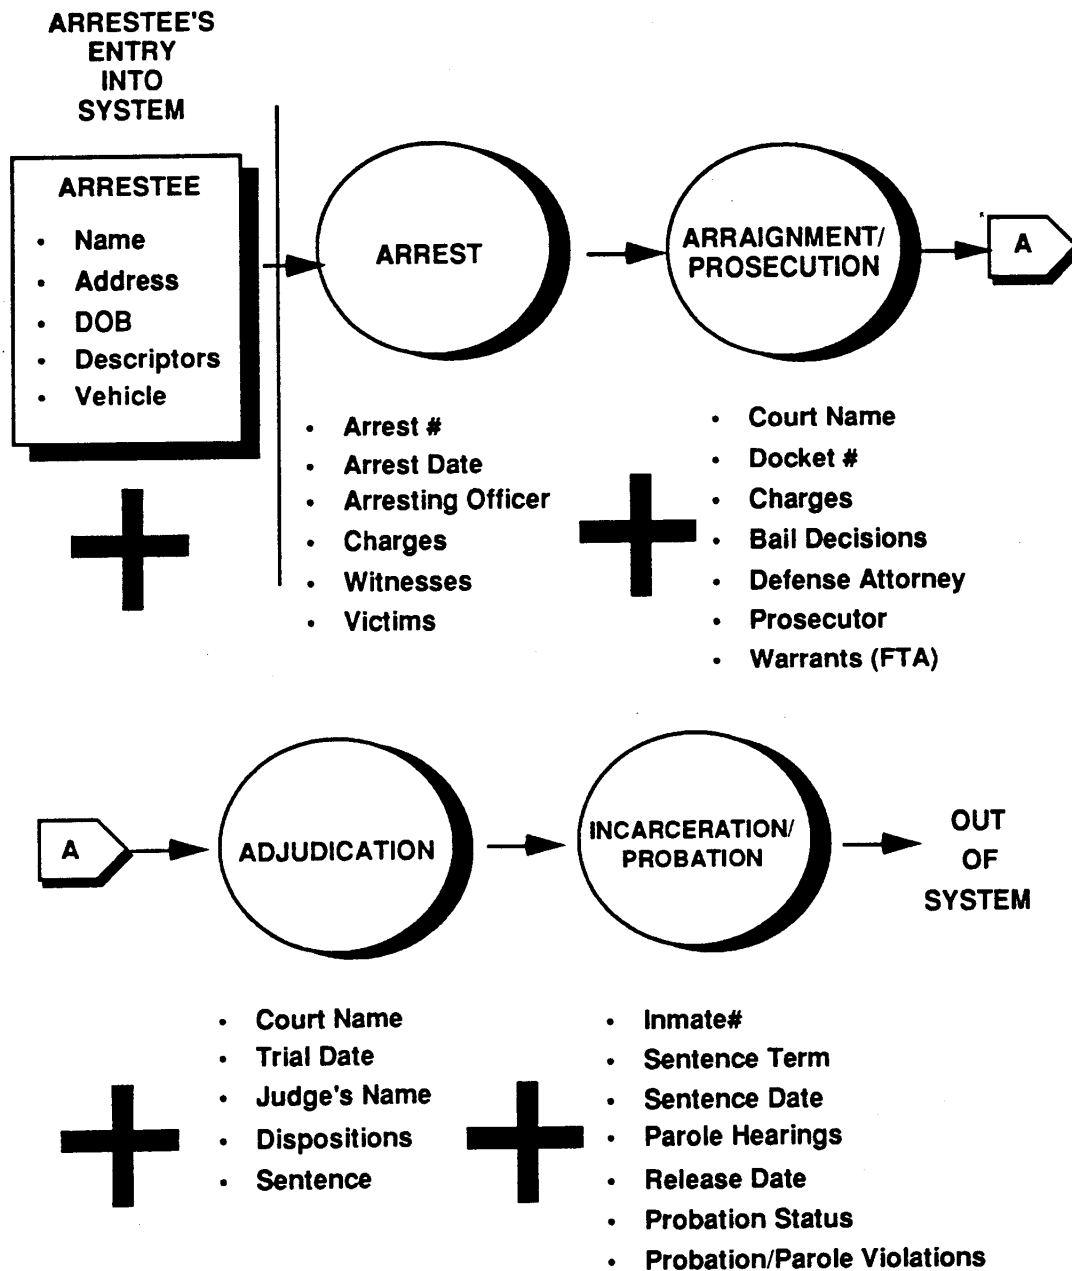 ARRESTEE'S
ENTRY
INTO
SYSTEM
ARRESTEE
• Name
• Address
• DOB
• Descriptors
• Vehicle
ARREST
ARRAIGNMENT/
PROSECUTION
A
• Arrest #
• Arrest Date
• Arresting Officer
• Charges
• Witnesses
• Victims
• Court Name
• Docket #
• Charges
• Bail Decisions
• Defense Attorney
• Prosecutor
• Warrants (FTA)
A
ADJUDICATION
INCARCERATION/
PROBATION
OUT
OF
SYSTEM
• Court Name
• Trial Date
• Judge's Name
• Dispositions
• Sentence
• Inmate#
• Sentence Term
• Sentence Date
• Parole Hearings
• Release Date
• Probation Status
• Probation/Parole Violations